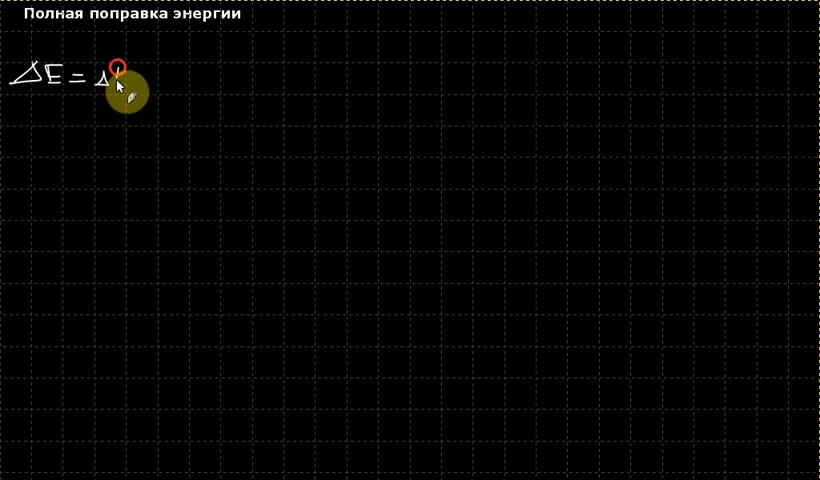 Полная поправка энергии
ΔE = Δ